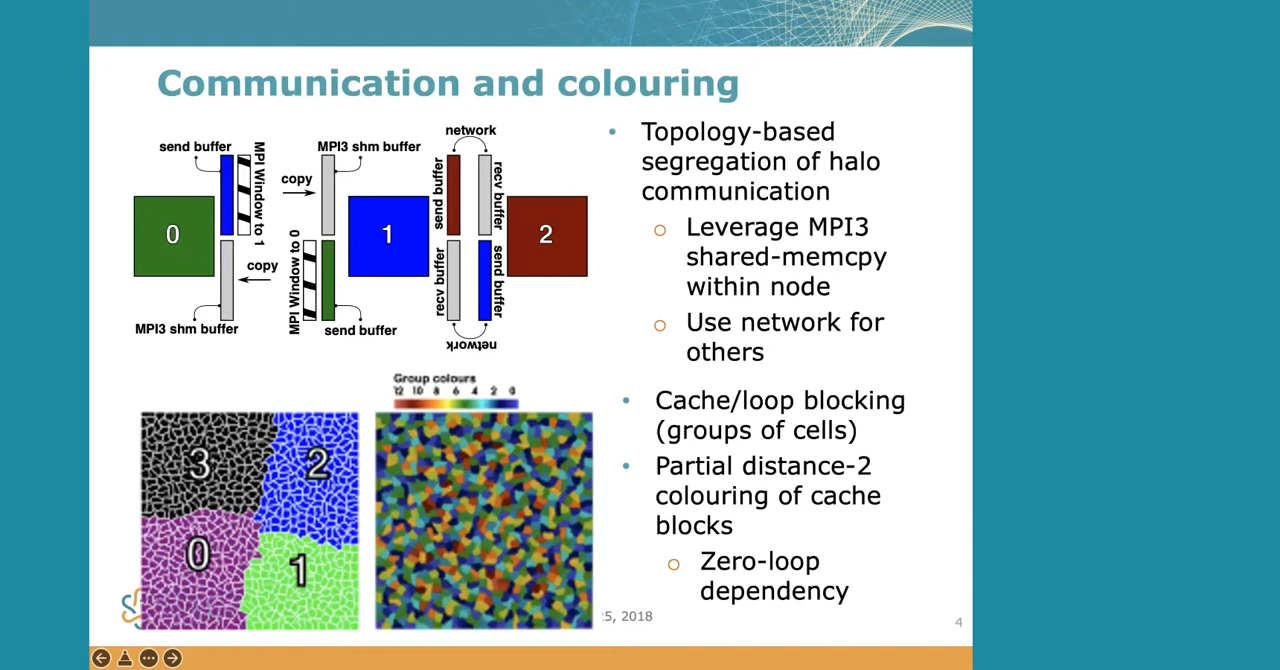 Communication and colouring
network
send buffer
MPI3 shm buffer
MPI Window to 1
copy
send buffer
recv buffer
0
1
2
copy
MPI Window to 0
recv buffer
send buffer
MPI3 shm buffer
send buffer
network
Group colours
12 10 8 6 4 2 0
3
2
0
1
• Topology-based
segregation of halo
communication
o Leverage MPI3
shared-memcpy
within node
o Use network for
others
• Cache/loop blocking
(groups of cells)
• Partial distance-2
colouring of cache
blocks
o Zero-loop
dependency
25, 2018
4